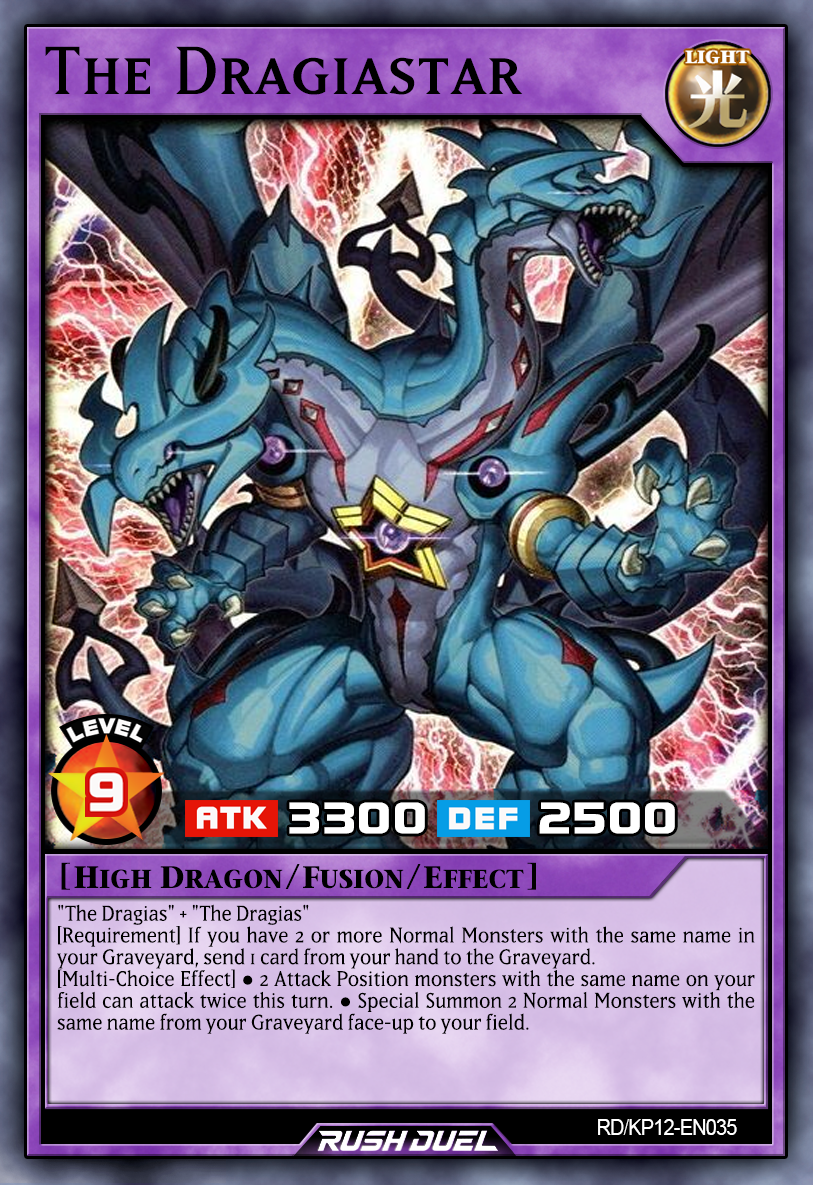 The Dragiastar
LIGHT
光
LEVEL
9
ATK 3300 DEF 2500
[High Dragon/Fusion/Effect]
"The Dragias" + "The Dragias"
[Requirement] If you have 2 or more Normal Monsters with the same name in
your Graveyard, send 1 card from your hand to the Graveyard.
[Multi-Choice Effect] ● 2 Attack Position monsters with the same name on your
field can attack twice this turn. ● Special Summon 2 Normal Monsters with the
same name from your Graveyard face-up to your field.
RD/KP12-EN035
RUSH DUEL